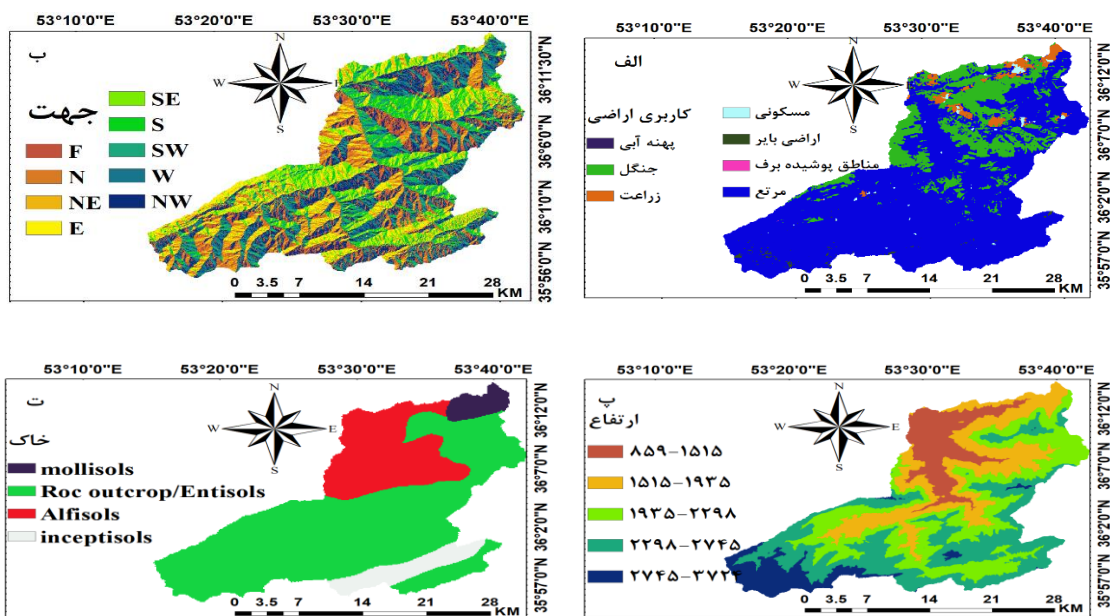 53°10'0"E 53°20'0"E 53°30'0"E 53°40'0"E
ب
N
W
S
جهت
F
N
NE
E
SE
S
SW
W
NW
36°11'30"N
36°6'0"N
36°1'0"N
35°56'0"N
0 3.5 7 14 21 28
KM
53°10'0"E 53°20'0"E 53°30'0"E 53°40'0"E
الف
N
W E
S
کاربری اراضی
پهنه آبی
جنگل
زراعت
مسکونی
اراضی بایر
مناطق پوشیده برف
مرتع
36°12'0"N
36°7'0"N
36°2'0"N
35°57'0"N
0 3.5 7 14 21 28
KM
53°10'0"E 53°20'0"E 53°30'0"E 53°40'0"E
ت
N
W E
S
خاک
mollisols
Roc outcrop/Entisols
Alfisols
inceptisols
36°12'0"N
36°7'0"N
36°2'0"N
35°57'0"N
0 3.5 7 14 21 28
KM
53°10'0"E 53°20'0"E 53°30'0"E 53°40'0"E
پ
N
W E
S
ارتفاع
۸۵۹-۱۵۱۵
۱۵۱۵-۱۹۳۵
۱۹۳۵-۲۲۹۸
۲۲۹۸-۲۷۴۵
۲۷۴۵-۳۷۲۴
36°12'0"N
36°7'0"N
36°2'0"N
35°57'0"N
0 3.5 7 14 21 28
KM